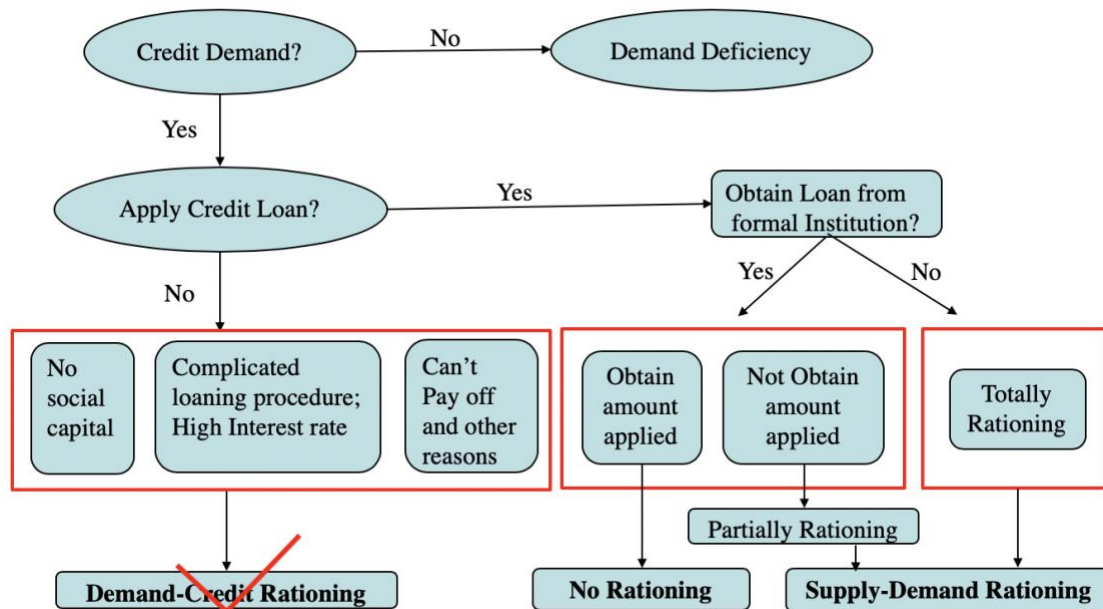 Credit Demand?
No
Demand Deficiency
Yes
Apply Credit Loan?
Yes
Obtain Loan from
formal Institution?
No
Yes
No
No
social
capital
Complicated
loaning procedure;
High Interest rate
Can't
Pay off
and other
reasons
Obtain
amount
applied
Not Obtain
amount
applied
Totally
Rationing
Partially Rationing
Demand-Credit Rationing
No Rationing
Supply-Demand Rationing